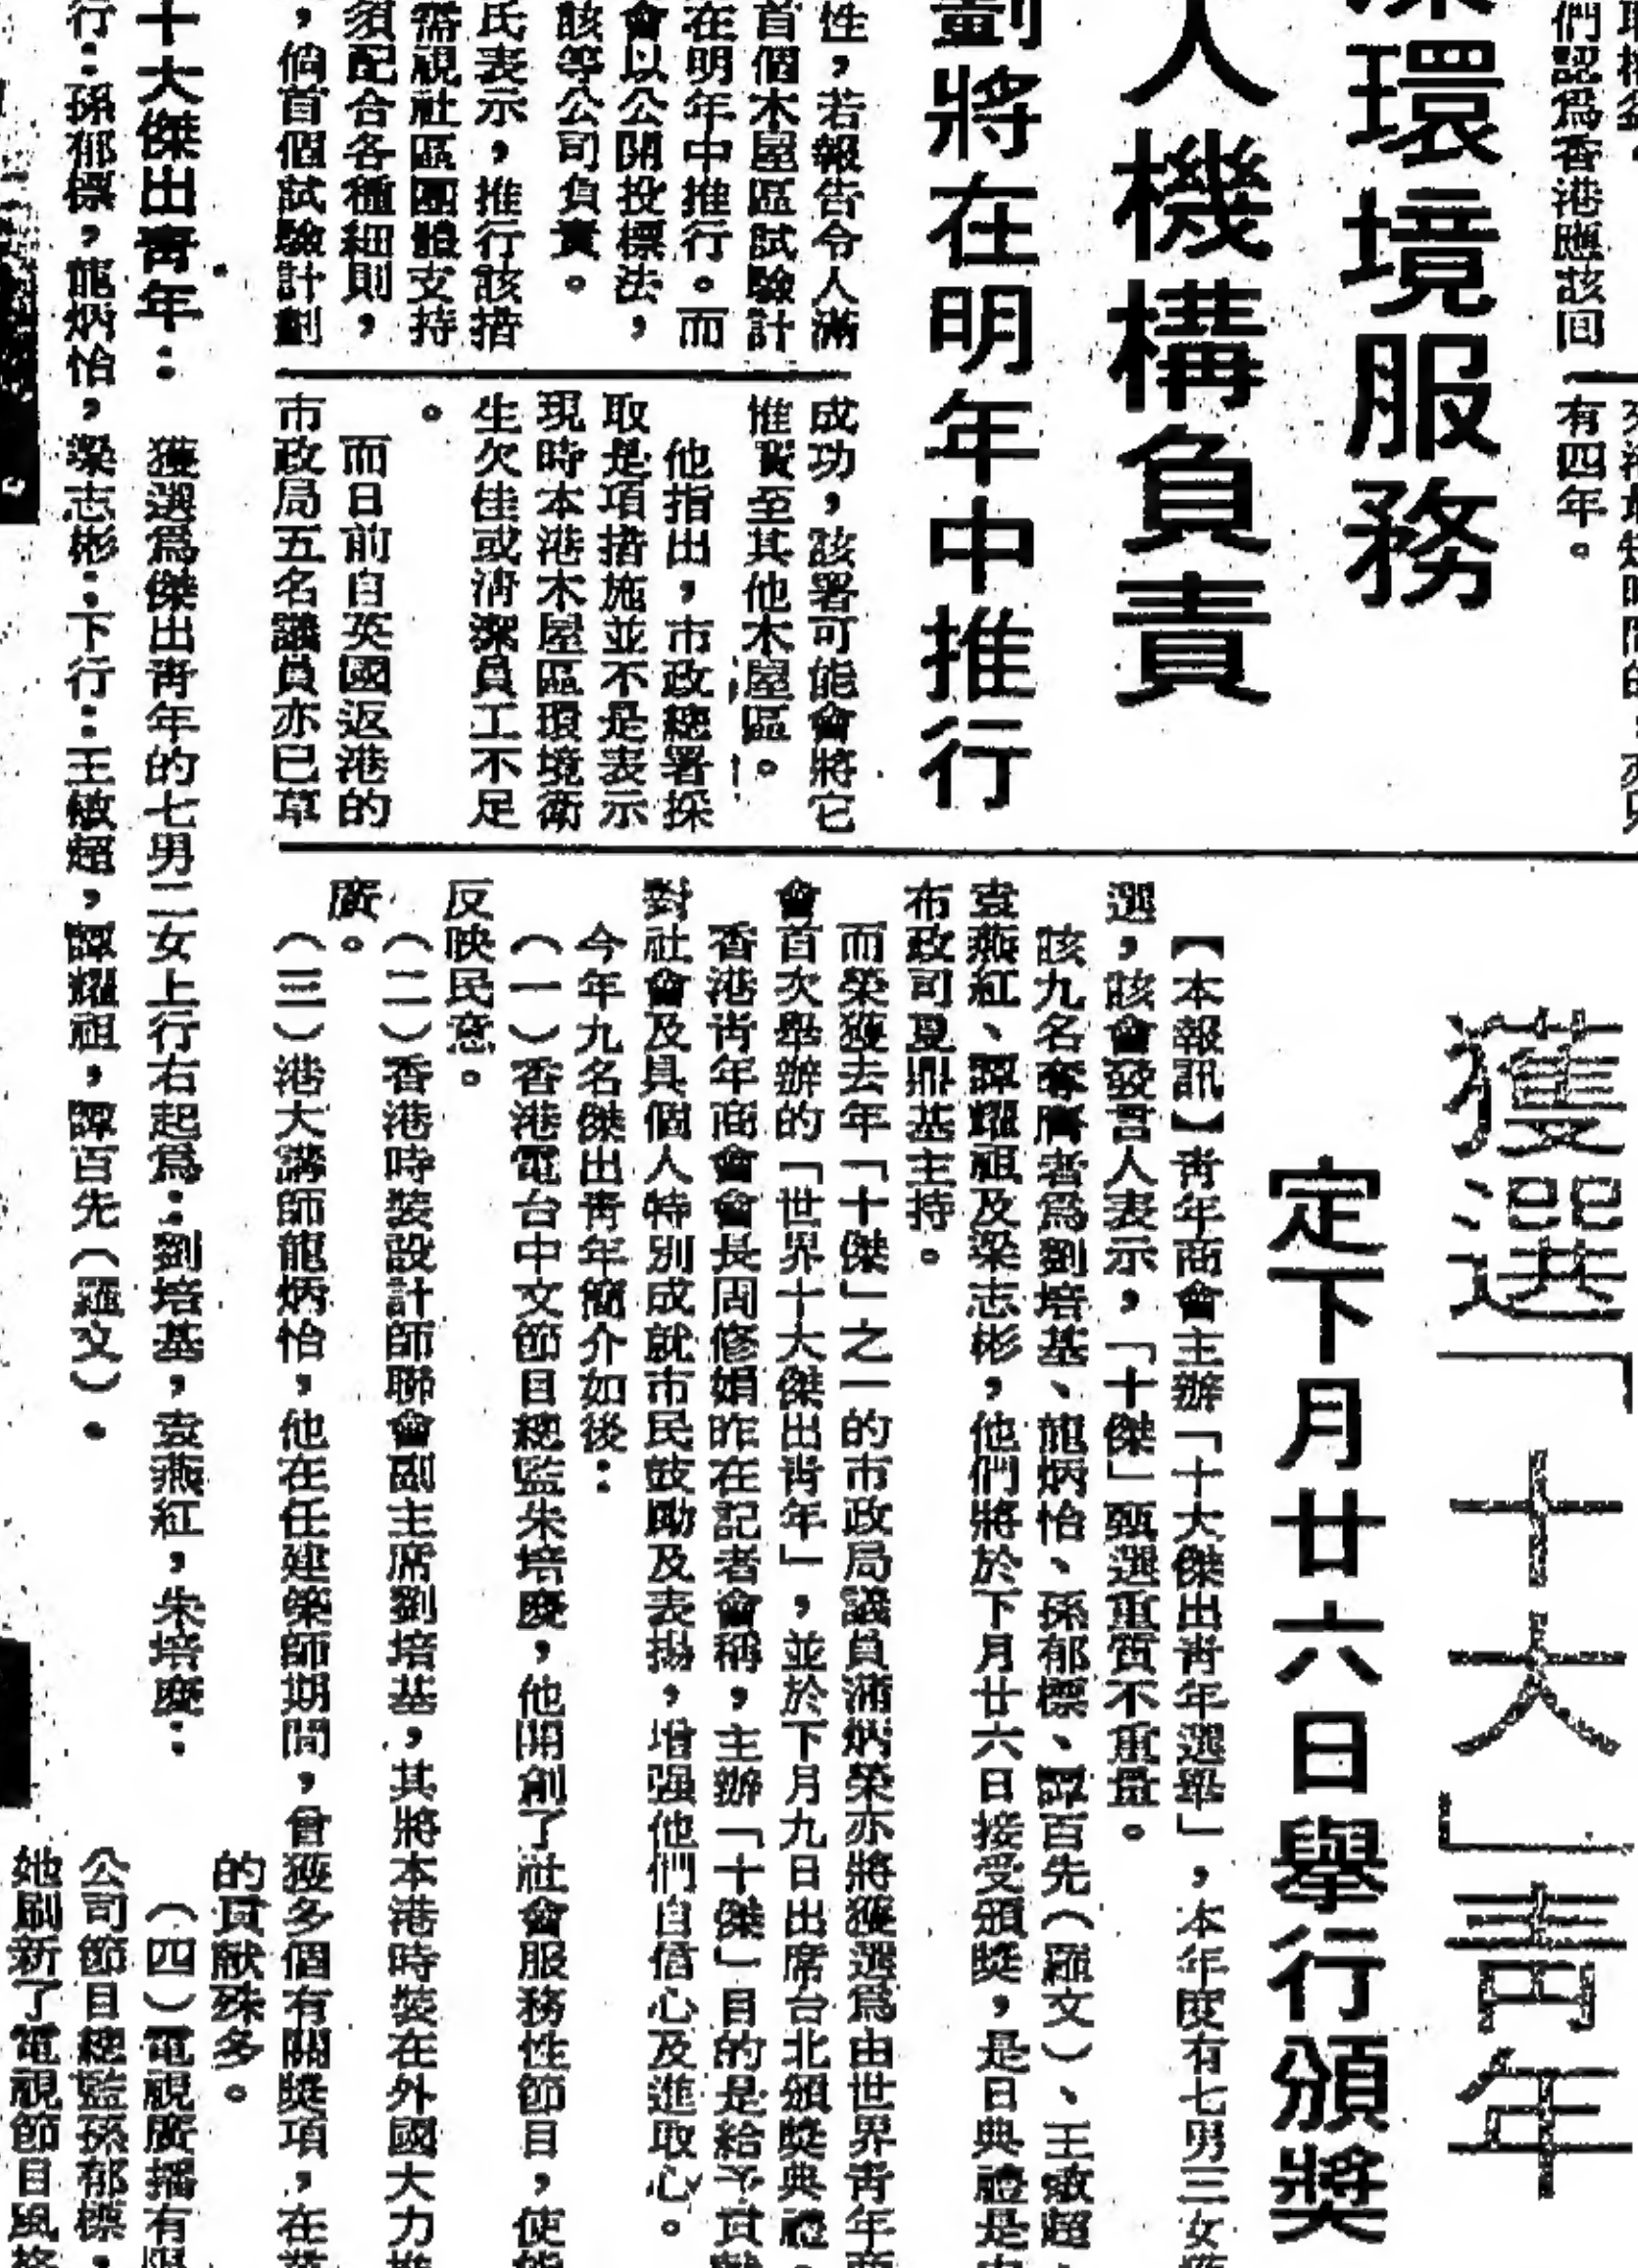 環境服務
人機構負責
劃將在明年中推行
們認為香港應該同
有四年。
性，若報告令人滿
首個木屋區試驗計
在明年中推行。而
會以公開投標法，
該等公司負責。
氏表示，推行該措
需視社區團體支持
須配合各種細則，
，倘首個試驗計劃
成功，該署可能會將它
推實至其他木屋區。
他指出，市政總署採
取是項措施並不是表示
現時本港木屋區環境衛
生欠佳或清潔員工不足
。
而日前自英國返港的
市政局五名議員亦已草
獲選「十大」青年
定下月廿六日舉行頒獎
【本報訊】青年商會主辦「十大傑出青年選舉」，本年度有七男二女獲
選，該會發言人表示，「十傑」甄選重質不重量。
該九名奪膺者為劉培基、龍炳怡、孫郁標、譚百先（羅文）、王敏超、
袁燕紅、譚耀祖及梁志彬，他們將於下月廿六日接受頒獎，是日典禮是由
布政司夏鼎基主持。
而榮獲去年「十傑」之一的市政局議員浦炳榮亦將獲選為由世界青年商
會首次舉辦的「世界十大傑出青年」，並於下月九日出席台北頒獎典禮。
香港青年商會會長周修娟昨在記者會稱，主辦「十傑」目的是給予貢獻
對社會及具個人特別成就市民鼓勵及表揚，增强他們自信心及進取心。
今年九名傑出青年簡介如後：
（一）香港電台中文節目總監朱培慶，他開創了社會服務性節目，使能
反映民意。
（二）香港時裝設計師聯會副主席劉培基，其將本港時裝在外國大力推
廣。
（三）港大講師龍炳怡，他在任建築師期間，曾獲多個有關獎項，在
的貢献殊多。
（四）電視廣播有限
公司節目總監孫郁標，
她刷新了電視節目風格
十大傑出青年：
獲選為傑出青年的七男二女上行右起為：劉培基，袁燕紅，朱培慶；
行：孫郁標，龍炳怡，梁志彬；下行：王敏超，譚耀祖，譚百先（羅文）。